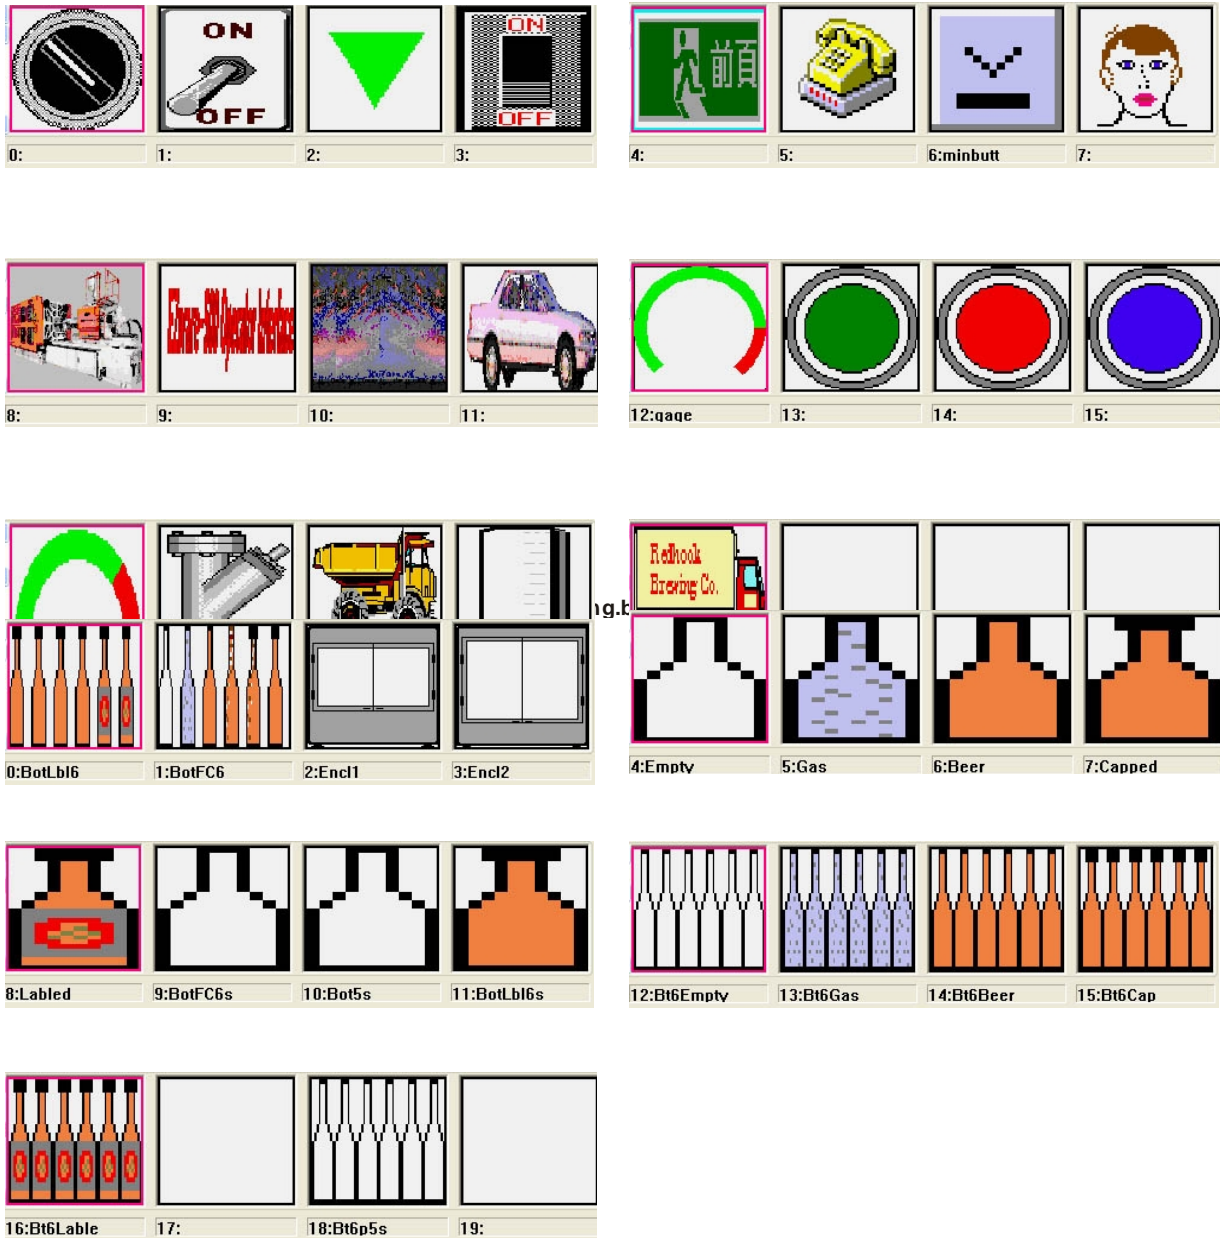 ON
OFF
ON
OFF
前頁
0:
1:
2:
3:
4:
5:
6:minbutt
7:
Operator Interface
8:
9:
10:
11:
12:gage
13:
14:
15:
Redhook
Brewing Co.
ng.b
0:BotLbl6
1:BotFC6
2:Encl1
3:Encl2
4:Empty
5:Gas
6:Beer
7:Capped
8:Labled
9:BotFC6s
10:Bot5s
11:BotLbl6s
12:Bt6Empty
13:Bt6Gas
14:Bt6Beer
15:Bt6Cap
16:Bt6Lable
17:
18:Bt6p5s
19: